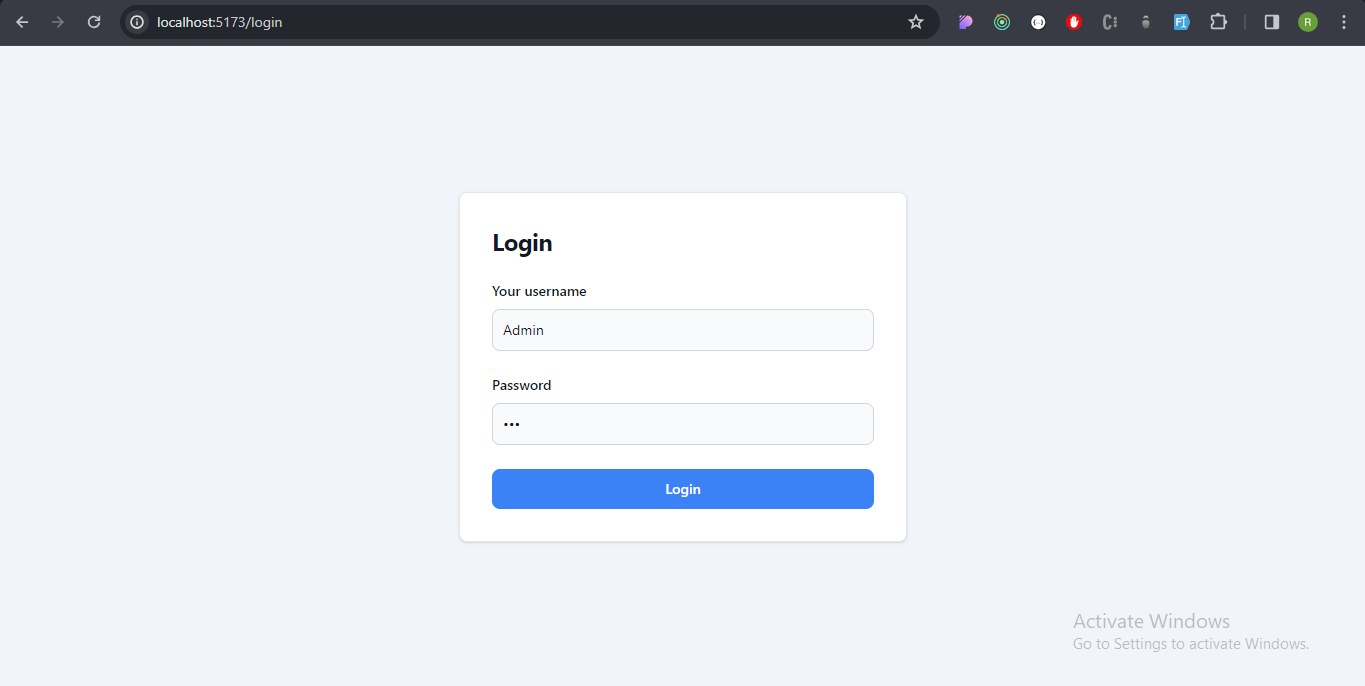 localhost:5173/login
R
Login
Your username
Admin
Password
•••
Login
Activate Windows
Go to Settings to activate Windows.